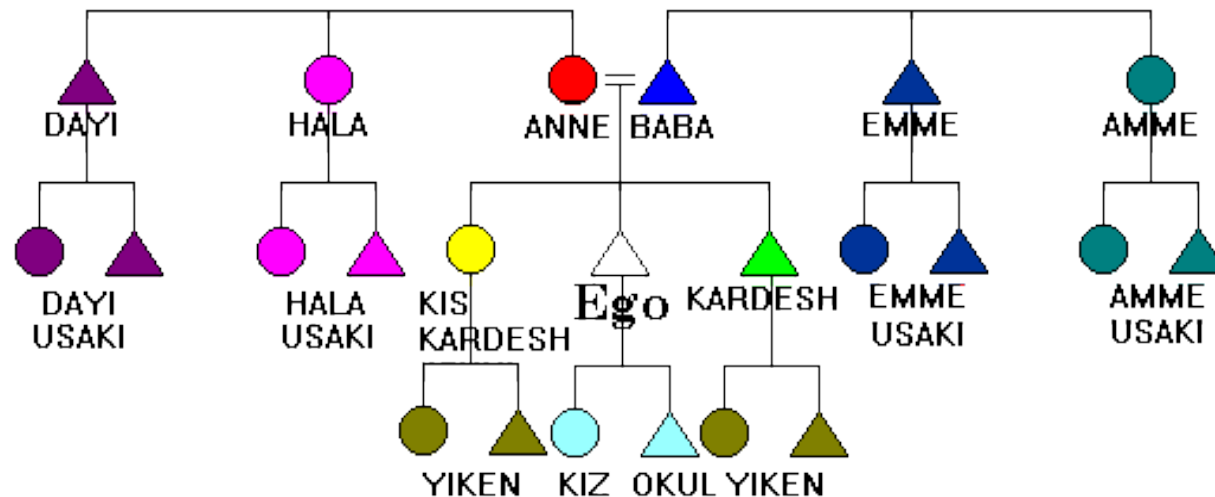 DAYI HALA ANNE BABA EMME AMME
DAYI USAKI
HALA USAKI
KIS KARDESH
Ego
KARDESH
EMME USAKI
AMME USAKI
YIKEN KIZ OKUL YIKEN